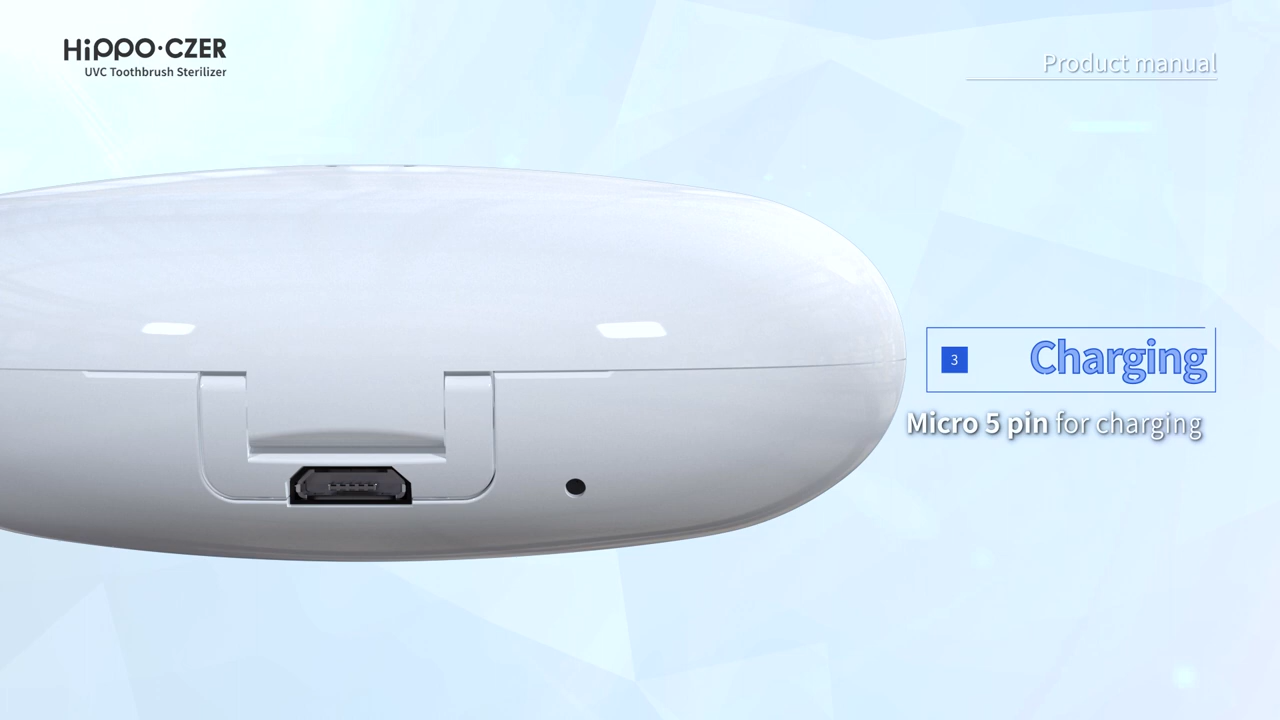 HiPPO·CZER
UVC Toothbrush Sterilizer
Product manual
3
Charging
Micro 5 pin for charging